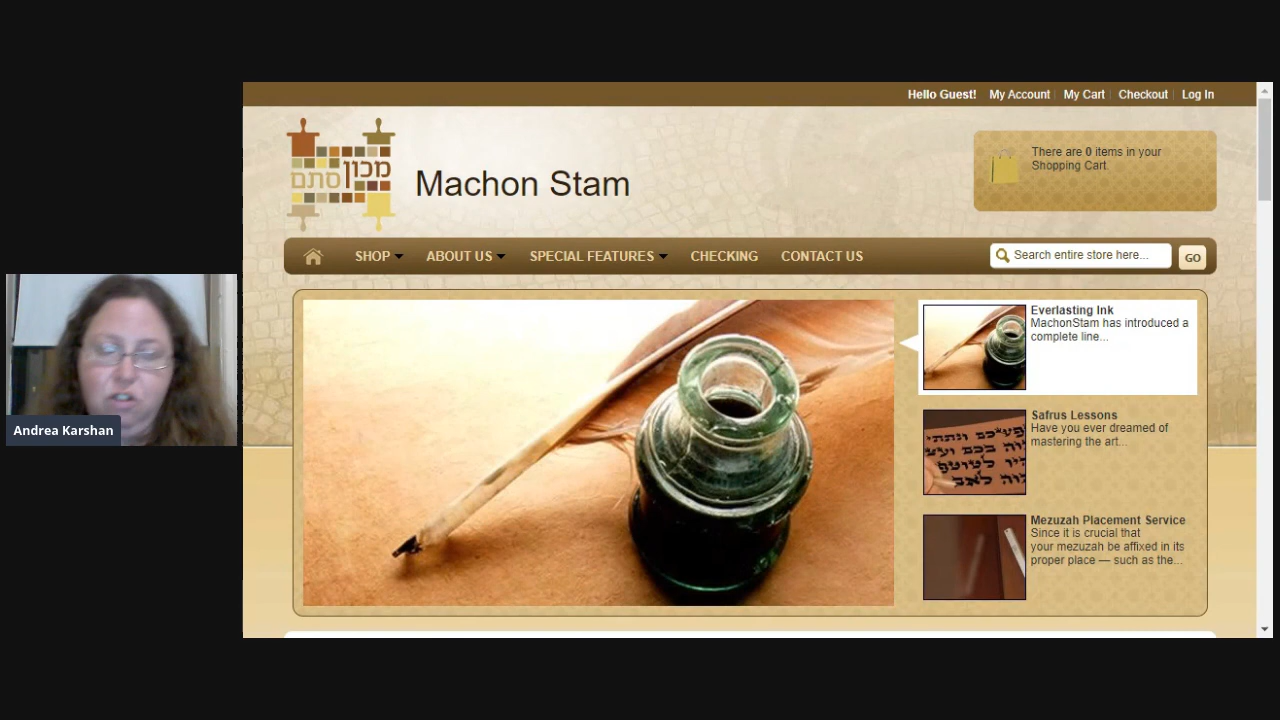 Hello Guest! My Account My Cart Checkout Log In
מכון
סתם
Machon Stam
There are 0 items in your
Shopping Cart.
SHOP ABOUT US SPECIAL FEATURES CHECKING CONTACT US Search entire store here... GO
Everlasting Ink
MachonStam has introduced a
complete line...
Safrus Lessons
Have you ever dreamed of
mastering the art...
Mezuzah Placement Service
Since it is crucial that
your mezuzah be affixed in its
proper place — such as the...
Andrea Karshan